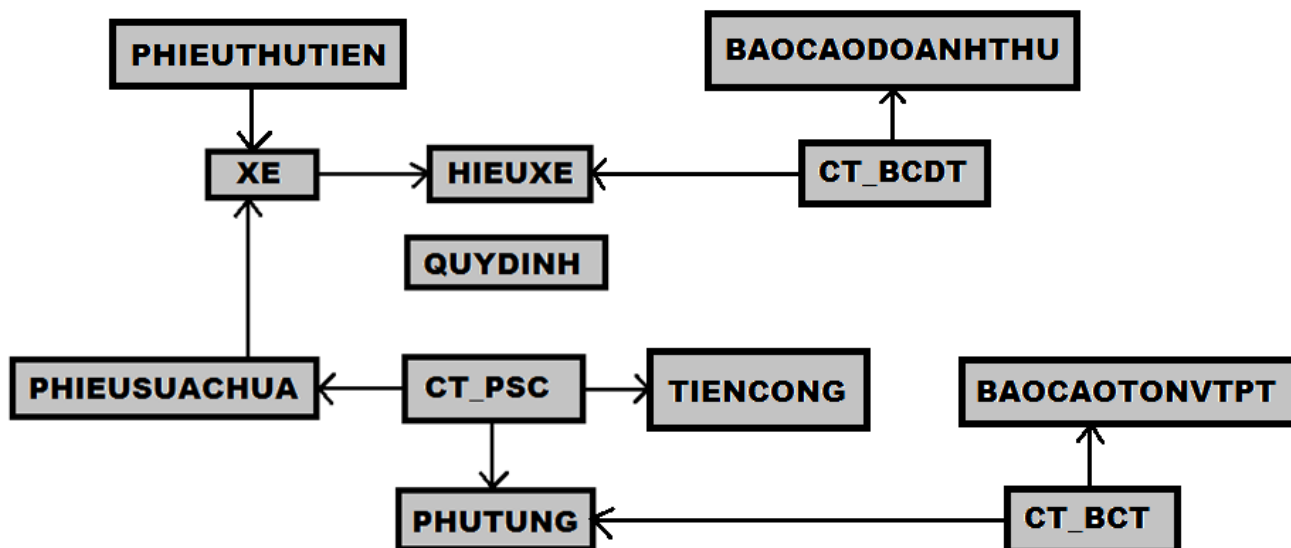 PHIEUTHUTIEN
BAOCAODOANHTHU
XE
HIEUXE
CT_BCDT
QUYDINH
PHIEUSUACHUA
CT_PSC
TIENCONG
BAOCAOTONVTPT
PHUTUNG
CT_BCT